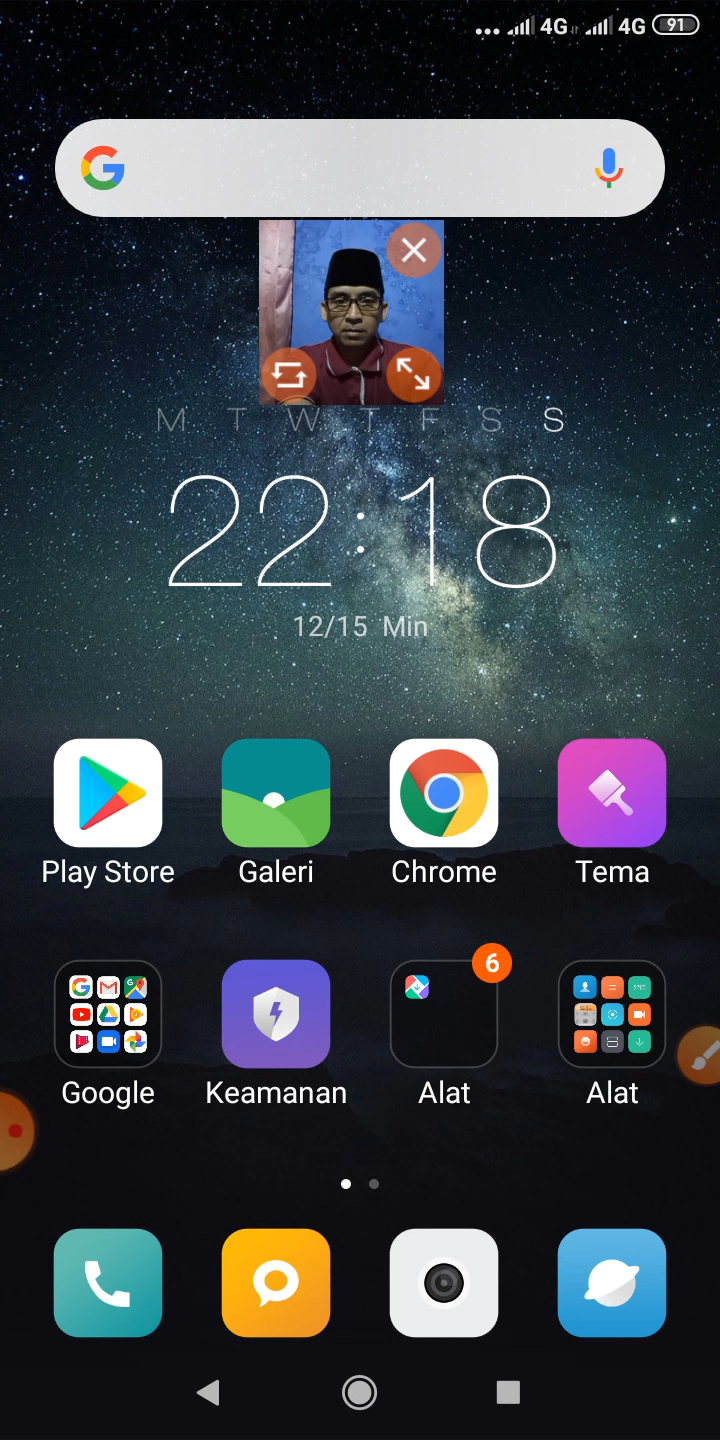 4G 4G 91
M T W T F S S
22:18
12/15 Min
Play Store Galeri Chrome Tema
6
Google Keamanan Alat Alat